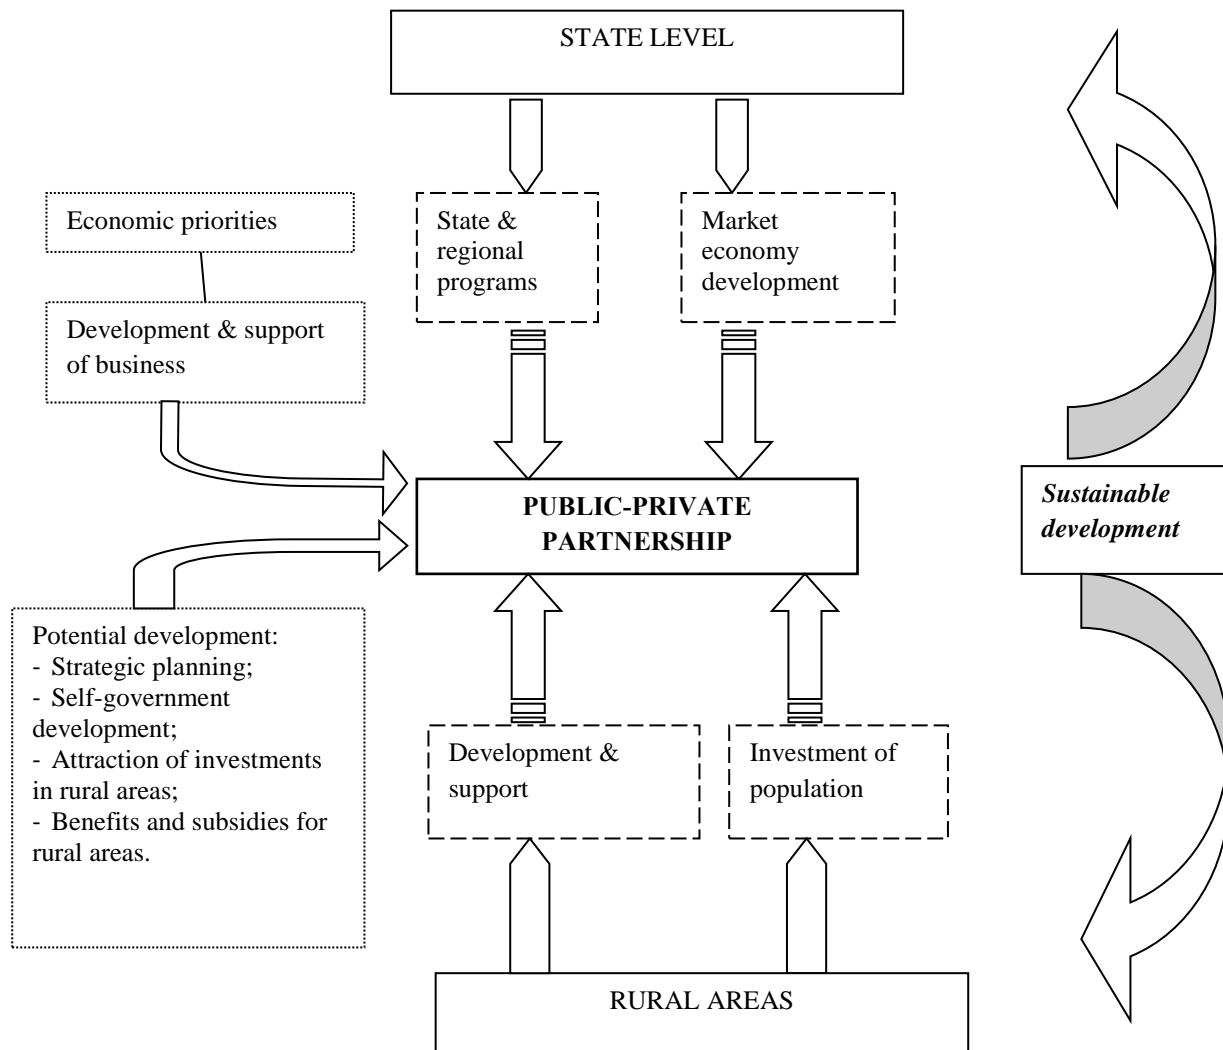 STATE LEVEL
Economic priorities
State &
regional
programs
Market
economy
development
Development & support
of business
PUBLIC-PRIVATE
PARTNERSHIP
Sustainable
development
Potential development:
- Strategic planning;
- Self-government
development;
- Attraction of investments
in rural areas;
- Benefits and subsidies for
rural areas.
Development &
support
Investment of
population
RURAL AREAS